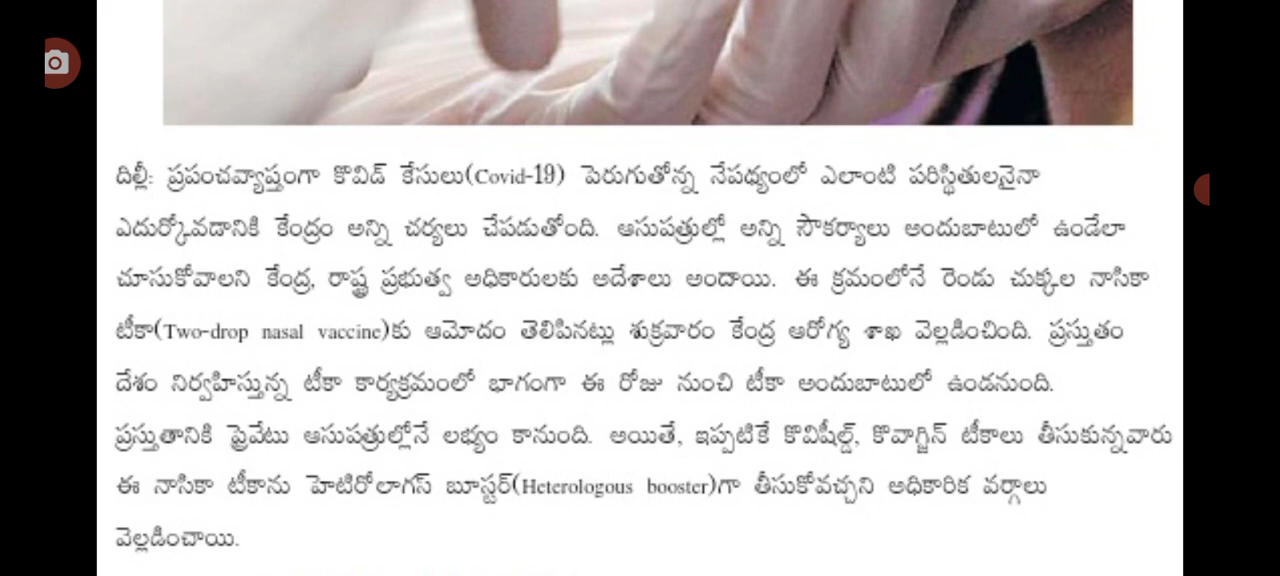 దిల్లీ: ప్రపంచవ్యాప్తంగా కొవిడ్ కేసులు(Covid-19) పెరుగుతోన్న నేపథ్యంలో ఎలాంటి పరిస్థితులనైనా
ఎదుర్కోవడానికి కేంద్రం అన్ని చర్యలు చేపడుతోంది. ఆసుపత్రుల్లో అన్ని సౌకర్యాలు అందుబాటులో ఉండేలా
చూసుకోవాలని కేంద్ర, రాష్ట్ర ప్రభుత్వ అధికారులకు అదేశాలు అందాయి. ఈ క్రమంలోనే రెండు చుక్కల నాసికా
టీకా(Two-drop nasal vaccine)కు ఆమోదం తెలిపినట్లు శుక్రవారం కేంద్ర ఆరోగ్య శాఖ వెల్లడించింది. ప్రస్తుతం
దేశం నిర్వహిస్తున్న టీకా కార్యక్రమంలో భాగంగా ఈ రోజు నుంచి టీకా అందుబాటులో ఉండనుంది.
ప్రస్తుతానికి ప్రైవేటు ఆసుపత్రుల్లోనే లభ్యం కానుంది. అయితే, ఇప్పటికే కొవిషీల్డ్, కొవాగ్జిన్ టీకాలు తీసుకున్నవారు
ఈ నాసికా టీకాను హెటిరోలాగస్ బూస్టర్(Heterologous booster)గా తీసుకోవచ్చని అధికారిక వర్గాలు
వెల్లడించాయి.